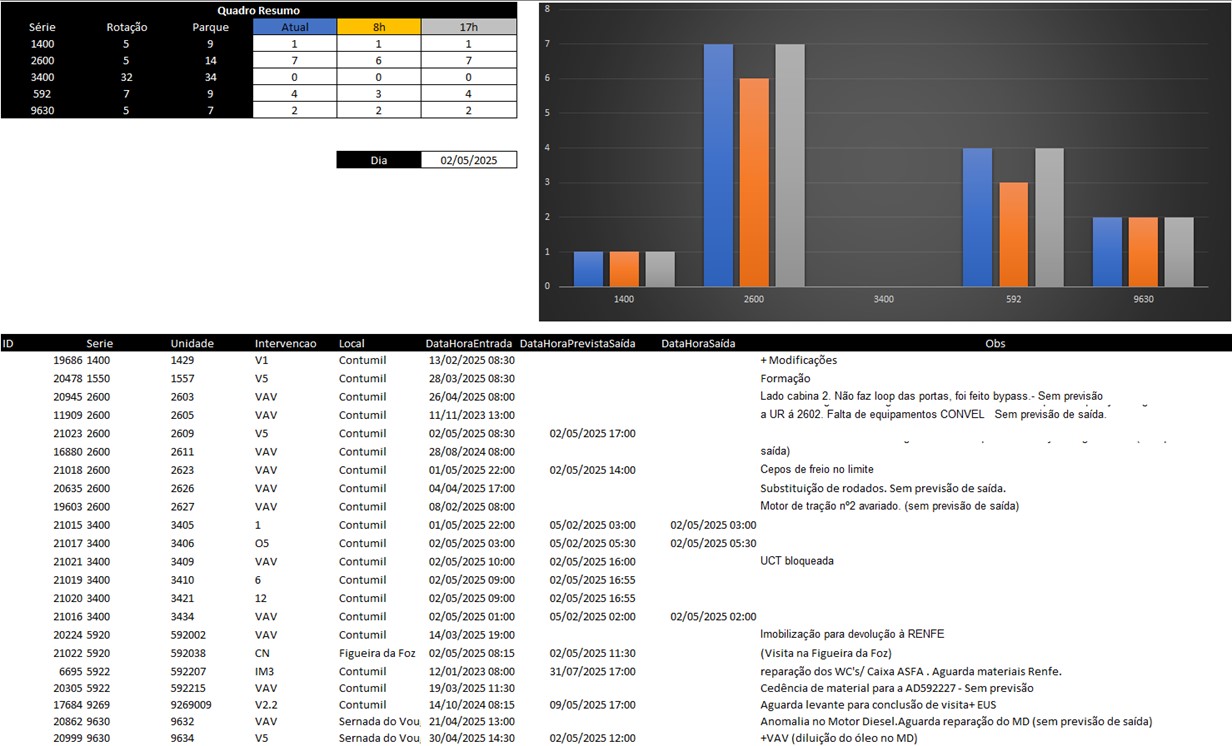 Quadro Resumo
Série Rotação Parque Atual 8h 17h
1400 5 9 1 1 1
2600 5 14 7 6 7
3400 32 34 0 0 0
592 7 9 4 3 4
9630 5 7 2 2 2
Dia 02/05/2025
8
7
6
5
4
3
2
1
0
1400 2600 3400 592 9630
ID Serie Unidade Intervencao Local DataHoraEntrada DataHoraPrevistaSaída DataHoraSaída Obs
19686 1400 1429 V1 Contumil 13/02/2025 08:30 + Modificações
20478 1550 1557 V5 Contumil 28/03/2025 08:30 Formação
20945 2600 2603 VAV Contumil 26/04/2025 08:00 Lado cabina 2. Não faz loop das portas, foi feito bypass.- Sem previsão
11909 2600 2605 VAV Contumil 11/11/2023 13:00 a UR á 2602. Falta de equipamentos CONVEL Sem previsão de saída.
21023 2600 2609 V5 Contumil 02/05/2025 08:30 02/05/2025 17:00
16880 2600 2611 VAV Contumil 28/08/2024 08:00 saída)
21018 2600 2623 VAV Contumil 01/05/2025 22:00 02/05/2025 14:00 Cepos de freio no limite
20635 2600 2626 VAV Contumil 04/04/2025 17:00 Substituição de rodados. Sem previsão de saída.
19603 2600 2627 VAV Contumil 08/02/2025 08:00 Motor de tração nº2 avariado. (sem previsão de saída)
21015 3400 3405 1 Contumil 01/05/2025 22:00 05/02/2025 03:00 02/05/2025 03:00
21017 3400 3406 O5 Contumil 02/05/2025 03:00 05/02/2025 05:30 02/05/2025 05:30
21021 3400 3409 VAV Contumil 02/05/2025 10:00 02/05/2025 16:00 UCT bloqueada
21019 3400 3410 6 Contumil 02/05/2025 09:00 02/05/2025 16:55
21020 3400 3421 12 Contumil 02/05/2025 09:00 02/05/2025 16:55
21016 3400 3434 VAV Contumil 02/05/2025 01:00 05/02/2025 02:00 02/05/2025 02:00
20224 5920 592002 VAV Contumil 14/03/2025 19:00 Imobilização para devolução à RENFE
21022 5920 592038 CN Figueira da Foz 02/05/2025 08:15 02/05/2025 11:30 (Visita na Figueira da Foz)
6695 5922 592207 IM3 Contumil 12/01/2023 08:00 31/07/2025 17:00 reparação dos WC's/ Caixa ASFA . Aguarda materiais Renfe.
20305 5922 592215 VAV Contumil 19/03/2025 11:30 Cedência de material para a AD592227 - Sem previsão
17684 9269 9269009 V2.2 Contumil 14/10/2024 08:15 09/05/2025 17:00 Aguarda levante para conclusão de visita+ EUS
20862 9630 9632 VAV Sernada do Vou 21/04/2025 13:00 Anomalia no Motor Diesel.Aguarda reparação do MD (sem previsão de saída)
20999 9630 9634 V5 Sernada do Vou 30/04/2025 14:30 02/05/2025 12:00 +VAV (diluição do óleo no MD)